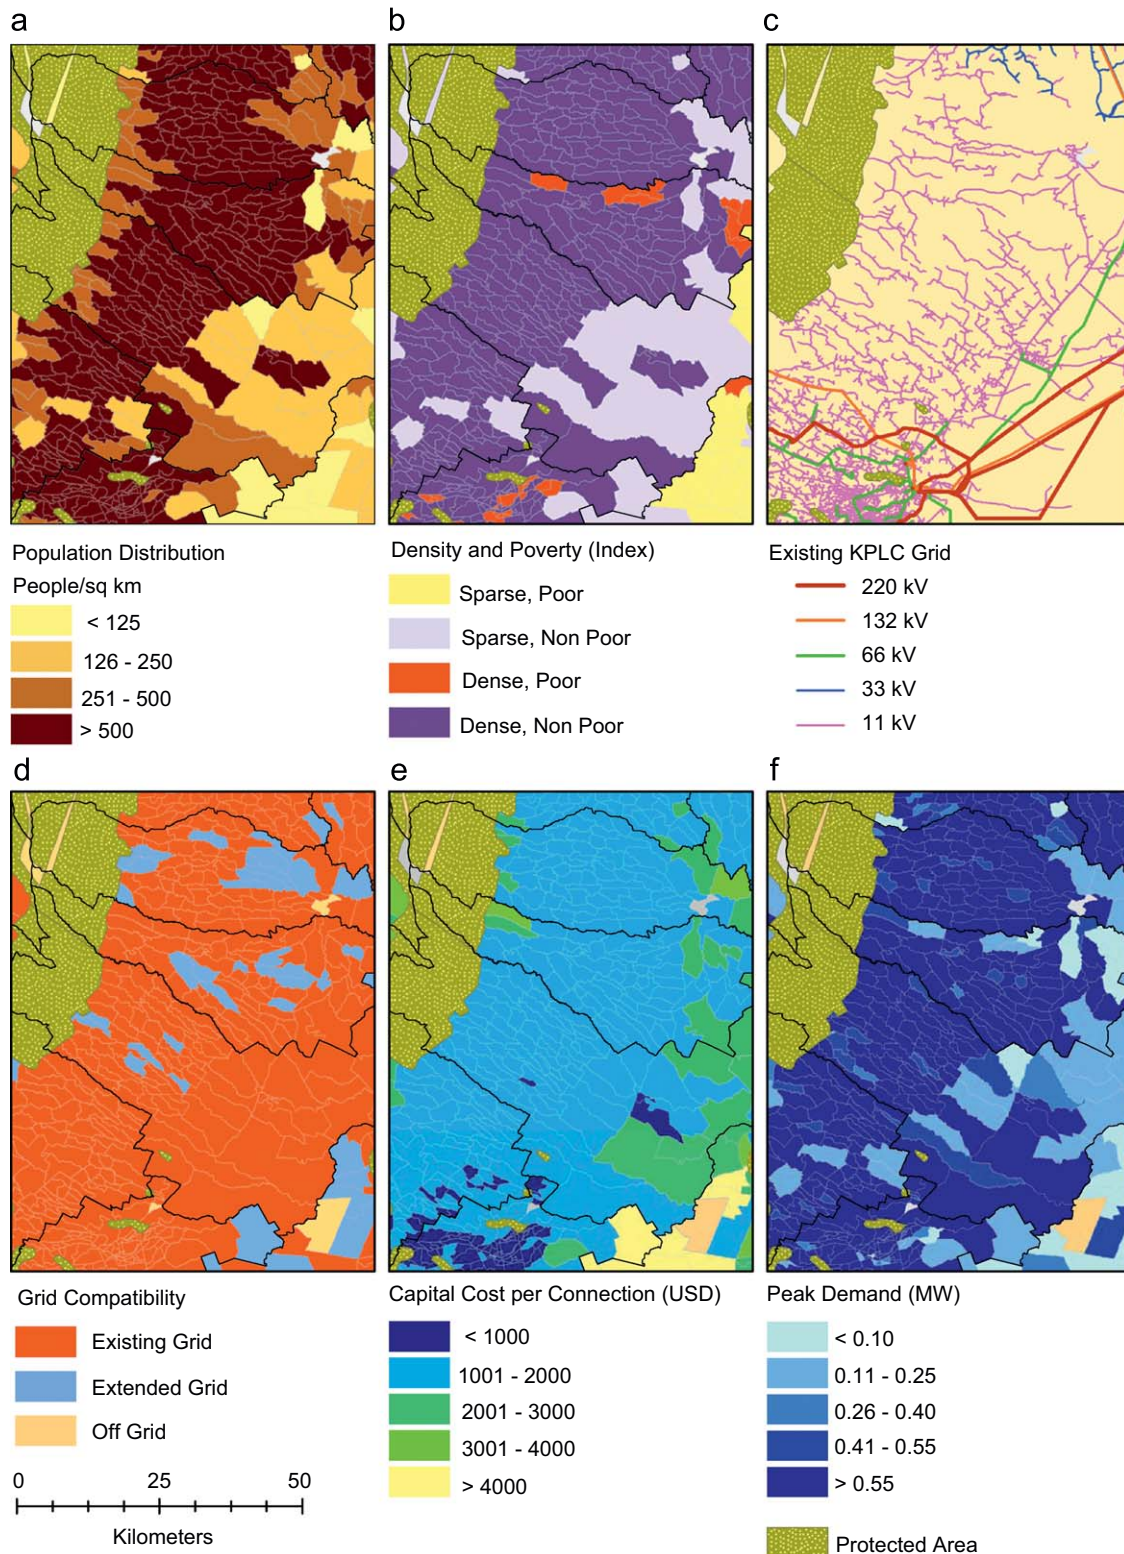 a
b
c
Population Distribution
People/sq km
< 125
126 - 250
251 - 500
> 500
Density and Poverty (Index)
Sparse, Poor
Sparse, Non Poor
Dense, Poor
Dense, Non Poor
Existing KPLC Grid
220 kV
132 kV
66 kV
33 kV
11 kV
d
e
f
Grid Compatibility
Existing Grid
Extended Grid
Off Grid
0 25 50
Kilometers
Capital Cost per Connection (USD)
< 1000
1001 - 2000
2001 - 3000
3001 - 4000
> 4000
Peak Demand (MW)
< 0.10
0.11 - 0.25
0.26 - 0.40
0.41 - 0.55
> 0.55
Protected Area